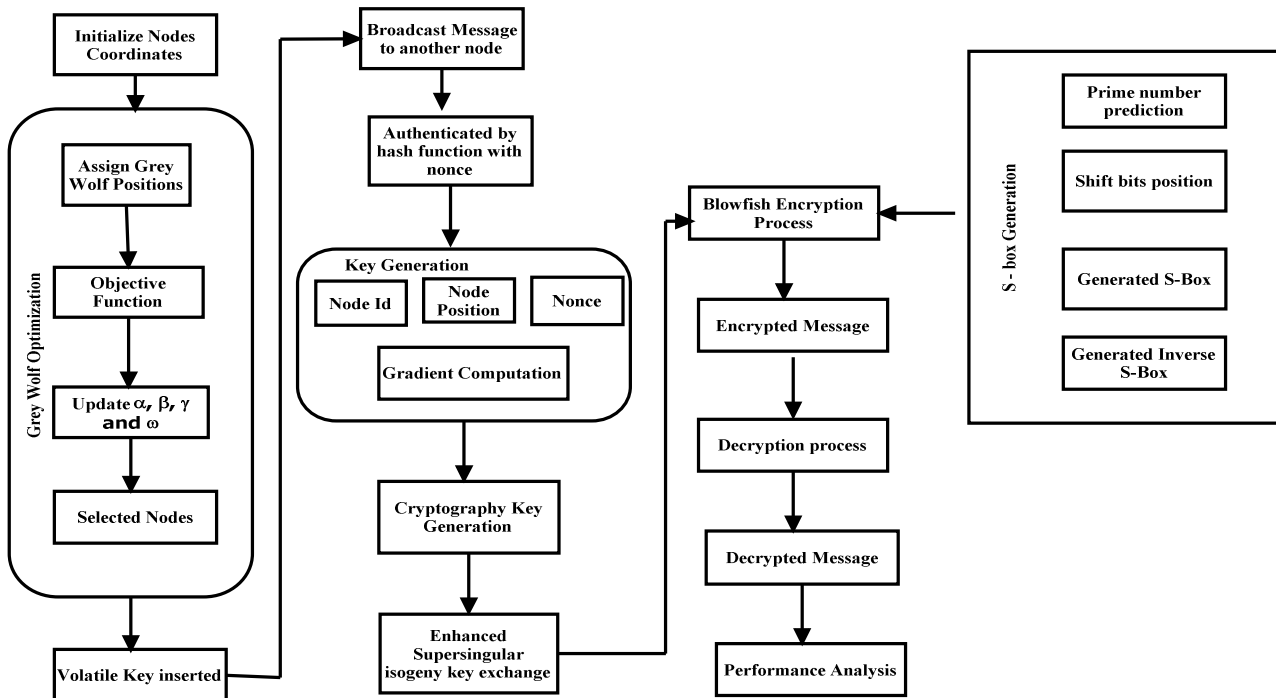 Initialize Nodes
Coordinates
Grey Wolf Optimization
Assign Grey
Wolf Positions
Objective
Function
Update α, β, γ
and ω
Selected Nodes
Volatile Key inserted
Broadcast Message
to another node
Authenticated by
hash function with
nonce
Key Generation
Node Id
Node
Position
Nonce
Gradient Computation
Cryptography Key
Generation
Enhanced
Supersingular
isogeny key exchange
Blowfish Encryption
Process
Encrypted Message
Decryption process
Decrypted Message
Performance Analysis
S - box Generation
Prime number
prediction
Shift bits position
Generated S-Box
Generated Inverse
S-Box